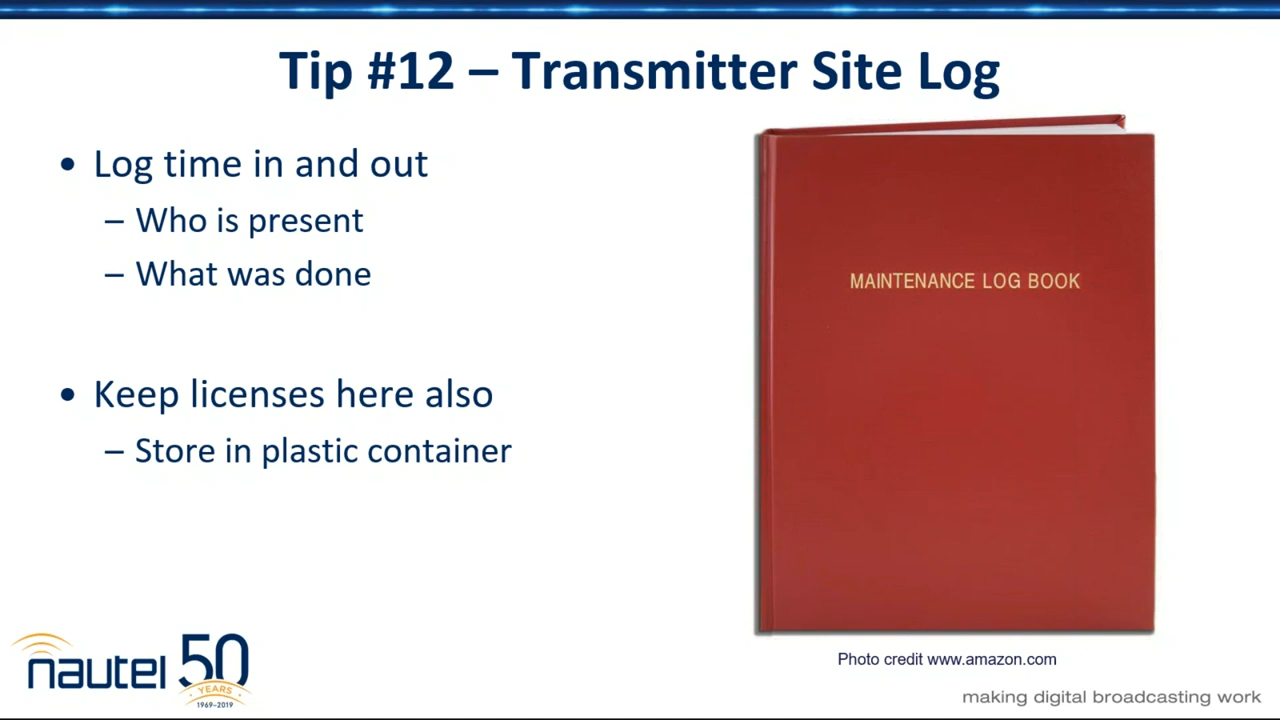 Tip #12 – Transmitter Site Log
• Log time in and out
– Who is present
– What was done
• Keep licenses here also
– Store in plastic container
MAINTENANCE LOG BOOK
Photo credit www.amazon.com
nautel 50
YEARS
1969–2019
making digital broadcasting work